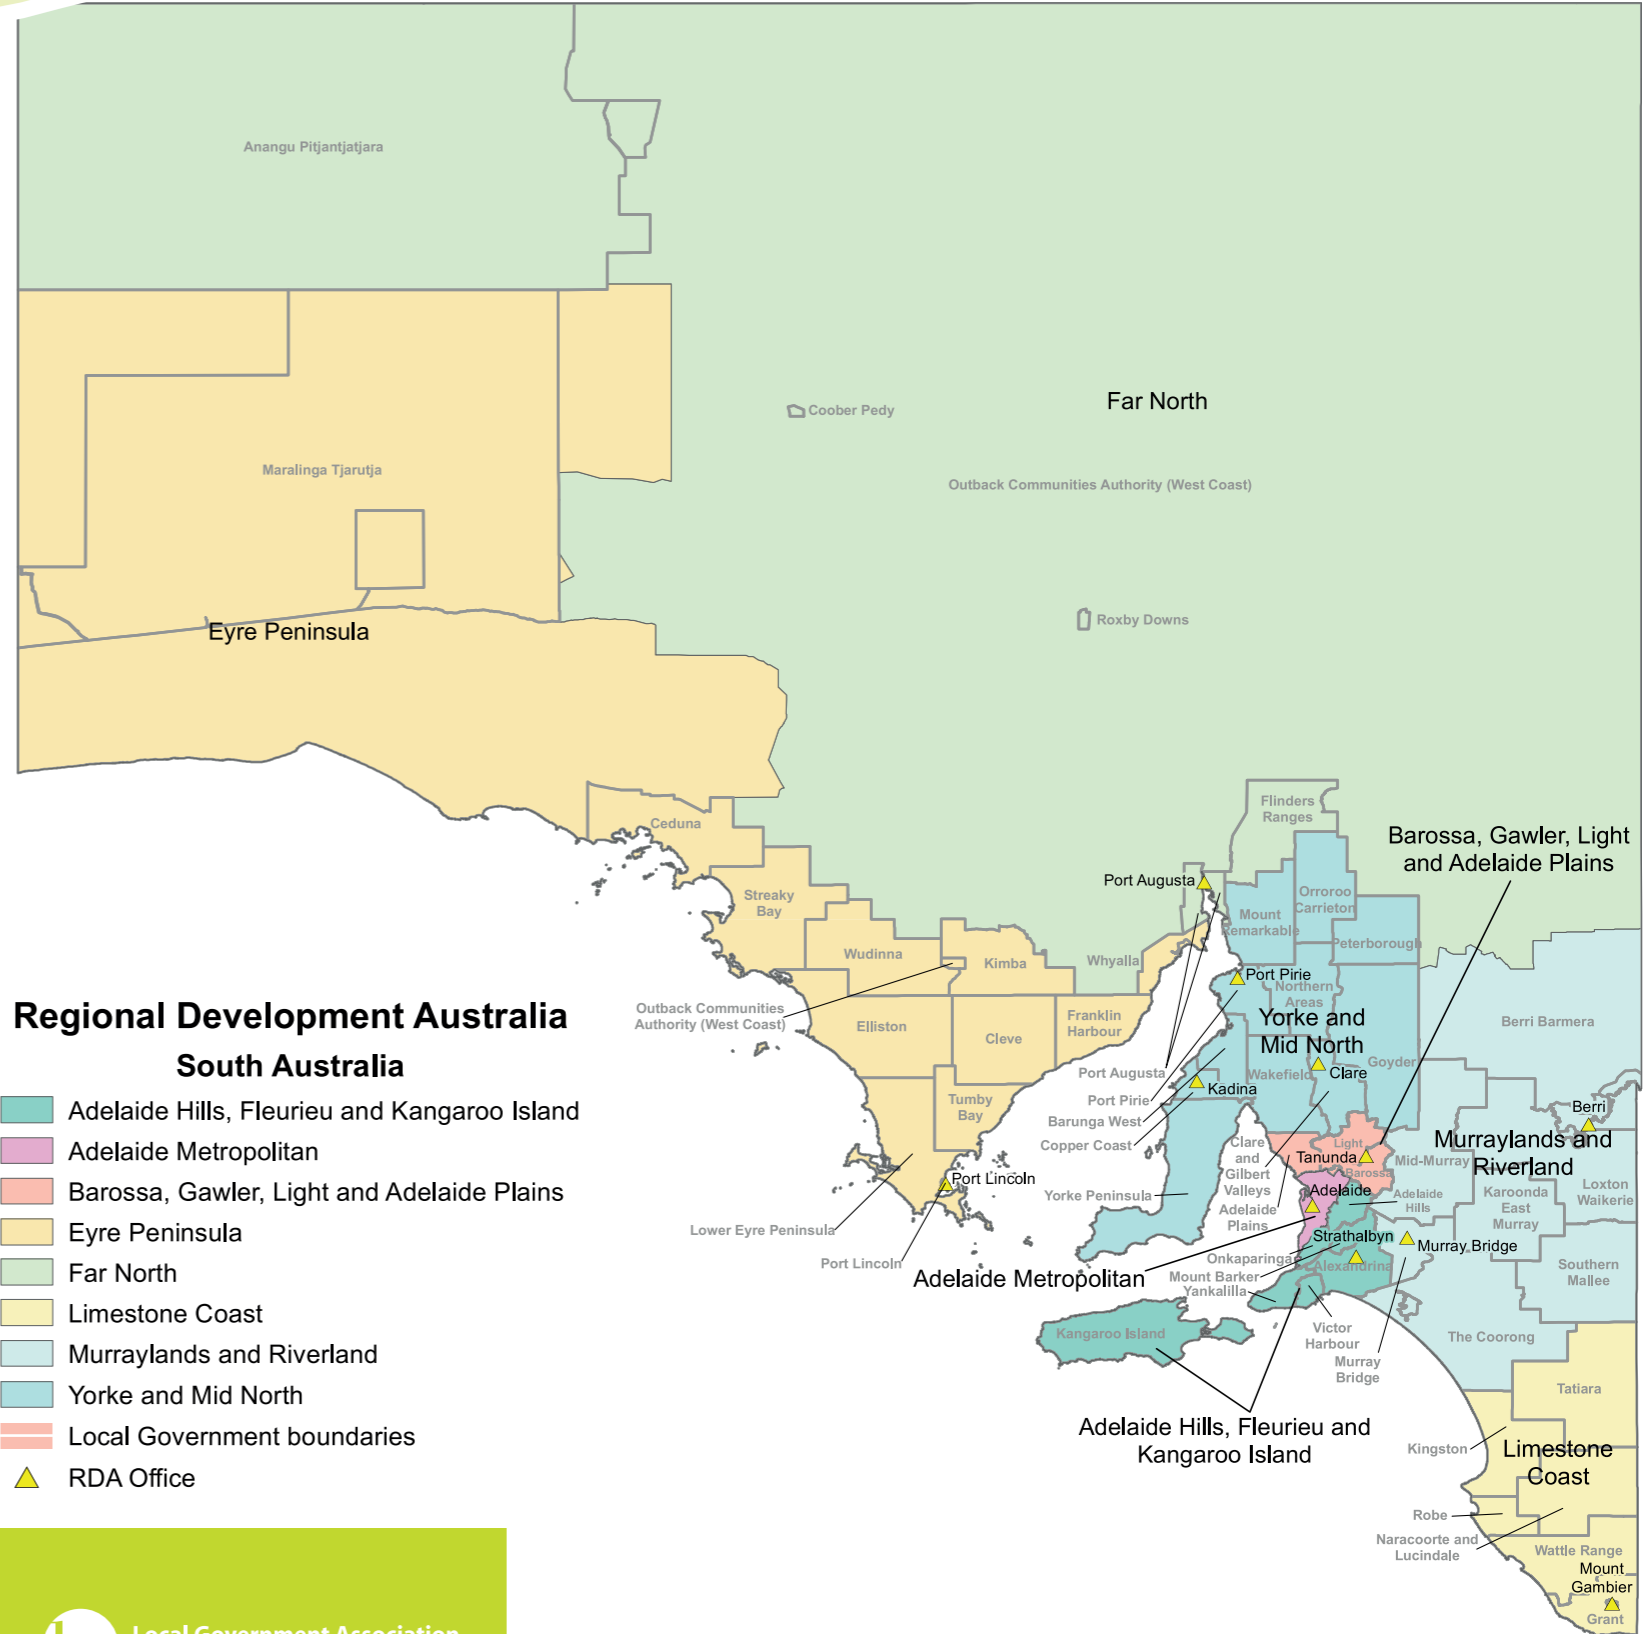 Anangu Pitjantjatjara
Coober Pedy
Far North
Maralinga Tjarutja
Outback Communities Authority (West Coast)
Roxby Downs
Eyre Peninsula
Flinders
Ranges
Ceduna
Barossa, Gawler, Light
and Adelaide Plains
Port Augusta
Streaky
Bay
Orroroo
Carrieton
Mount
Remarkable
Peterborough
Wudinna
Kimba
Whyalla
Port Pirie
Northern
Areas
Outback Communities
Authority (West Coast)
Elliston
Cleve
Franklin
Harbour
Yorke and
Mid North
Berri Barmera
Goyder
Wakefield
Clare
Port Augusta
Kadina
Port Pirie
Barunga West
Copper Coast
Tumby
Bay
Berri
Murraylands and
Riverland
Light
Tanunda
Barossa
Mid-Murray
Clare
and
Gilbert
Valleys
Port Lincoln
Yorke Peninsula
Adelaide
Adelaide
Hills
Karoonda
East
Murray
Loxton
Waikerie
Adelaide
Plains
Lower Eyre Peninsula
Strathalbyn
Murray Bridge
Port Lincoln
Onkaparinga
Adelaide Metropolitan
Mount Barker
Yankalilla
Alexandrina
Southern
Mallee
Kangaroo Island
Victor
Harbour
Murray
Bridge
The Coorong
Tatiara
Adelaide Hills, Fleurieu and
Kangaroo Island
Kingston
Limestone
Coast
Robe
Naracoorte and
Lucindale
Wattle Range
Mount
Gambier
Grant
Regional Development Australia
South Australia
Adelaide Hills, Fleurieu and Kangaroo Island
Adelaide Metropolitan
Barossa, Gawler, Light and Adelaide Plains
Eyre Peninsula
Far North
Limestone Coast
Murraylands and Riverland
Yorke and Mid North
Local Government boundaries
RDA Office
Local Government Association